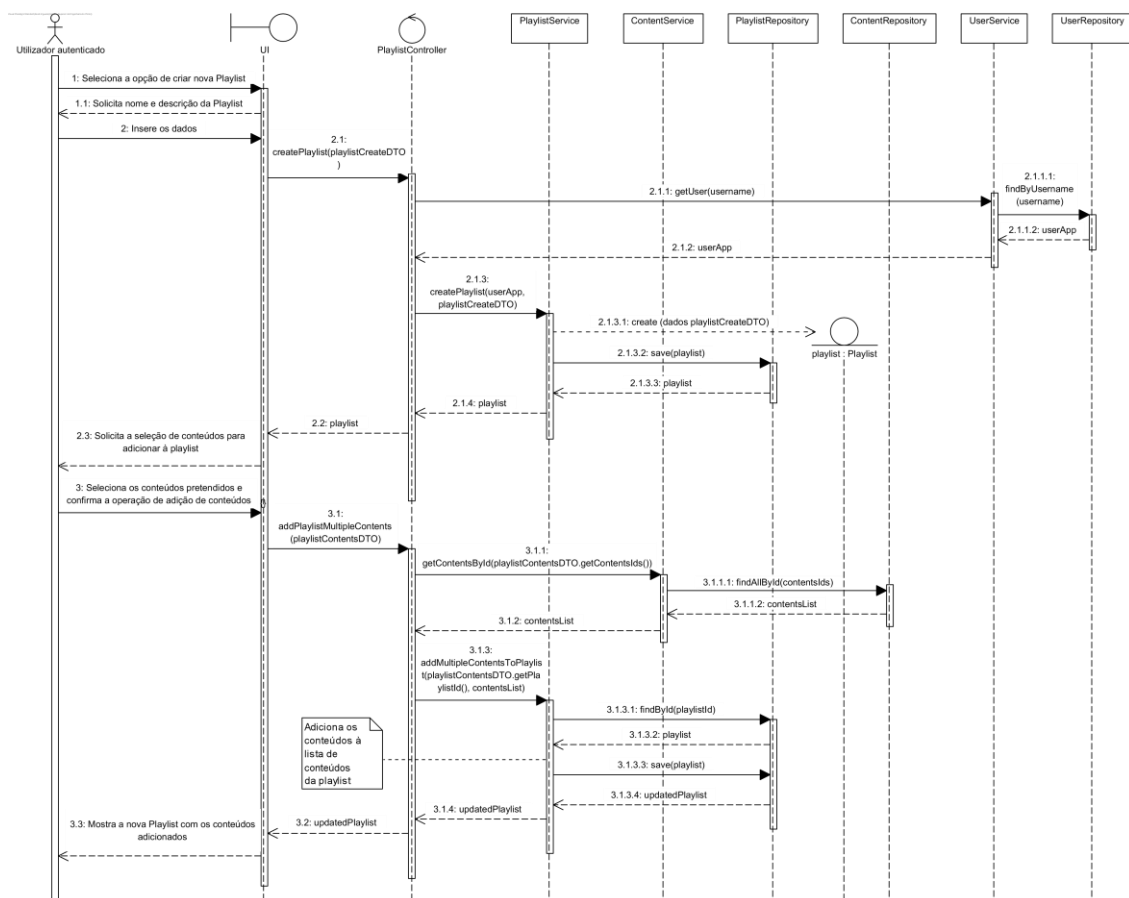 PlaylistService
ContentService
PlaylistRepository
ContentRepository
UserService
UserRepository
Utilizador autenticado
UI
PlaylistController
1: Seleciona a opção de criar nova Playlist
1.1: Solicita nome e descrição da Playlist
2: Insere os dados
2.1:
createPlaylist(playlistCreateDTO
)
2.1.1: getUser(username)
2.1.1.1:
findByUsername
(username)
2.1.1.2: userApp
2.1.2: userApp
2.1.3:
createPlaylist(userApp,
playlistCreateDTO)
2.1.3.1: create (dados playlistCreateDTO)
playlist : Playlist
2.1.3.2: save(playlist)
2.1.3.3: playlist
2.1.4: playlist
2.2: playlist
2.3: Solicita a seleção de conteúdos para
adicionar à playlist
3: Seleciona os conteúdos pretendidos e
confirma a operação de adição de conteúdos
3.1:
addPlaylistMultipleContents
(playlistContentsDTO)
3.1.1:
getContentsById(playlistContentsDTO.getContentsIds())
3.1.1.1: findAllById(contentsIds)
3.1.1.2: contentsList
3.1.2: contentsList
3.1.3:
addMultipleContentsToPlaylis
t(playlistContentsDTO.getPla
ylistId(), contentsList)
3.1.3.1: findById(playlistId)
3.1.3.2: playlist
Adiciona os
conteúdos à
lista de
conteúdos
da playlist
3.1.3.3: save(playlist)
3.1.3.4: updatedPlaylist
3.1.4: updatedPlaylist
3.2: updatedPlaylist
3.3: Mostra a nova Playlist com os conteúdos
adicionados